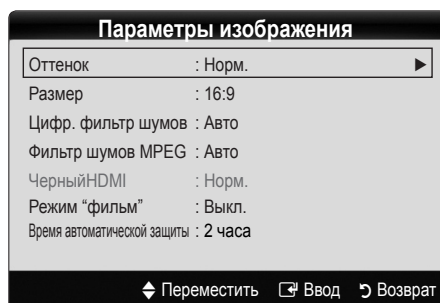 Параметры изображения
Оттенок : Норм. ►
Размер : 16:9
Цифр. фильтр шумов : Авто
Фильтр шумов MPEG : Авто
ЧерныйHDMI : Норм.
Режим “фильм” : Выкл.
Время автоматической защиты : 2 часа
Переместить Ввод Возврат